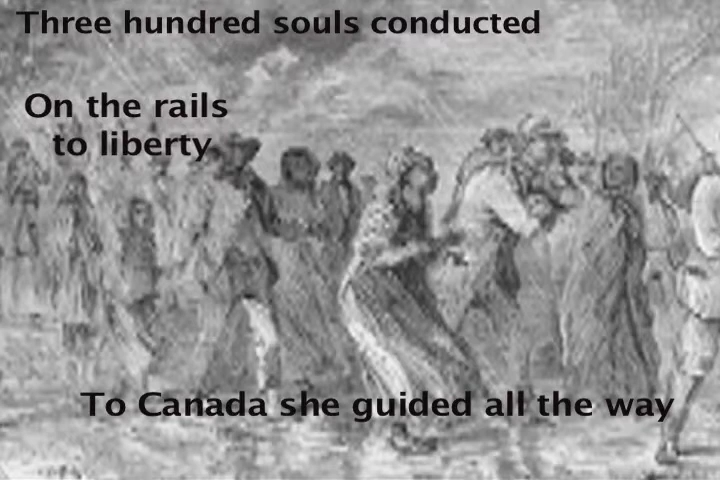 Three hundred souls conducted
On the rails
to liberty
To Canada she guided all the way